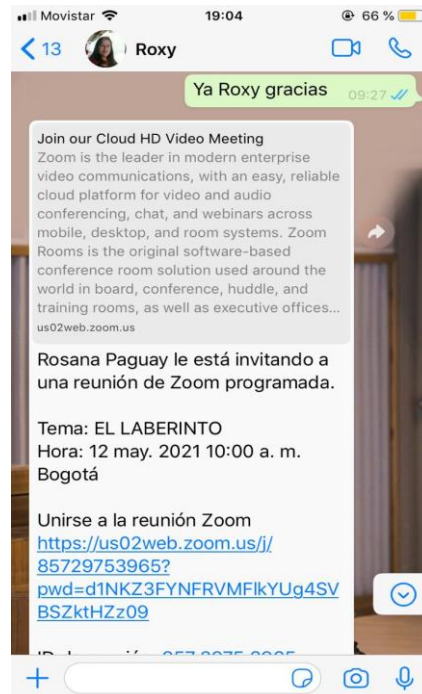 Movistar 19:04 66 %
13 Roxy
Ya Roxy gracias 09:27
Join our Cloud HD Video Meeting
Zoom is the leader in modern enterprise
video communications, with an easy, reliable
cloud platform for video and audio
conferencing, chat, and webinars across
mobile, desktop, and room systems. Zoom
Rooms is the original software-based
conference room solution used around the
world in board, conference, huddle, and
training rooms, as well as executive offices...
us02web.zoom.us
Rosana Paguay le está invitando a
una reunión de Zoom programada.
Tema: EL LABERINTO
Hora: 12 may. 2021 10:00 a. m.
Bogotá
Unirse a la reunión Zoom
https://us02web.zoom.us/j/
85729753965?
pwd=d1NKZ3FYNFRVMFlkYUg4SV
BSZktHZz09